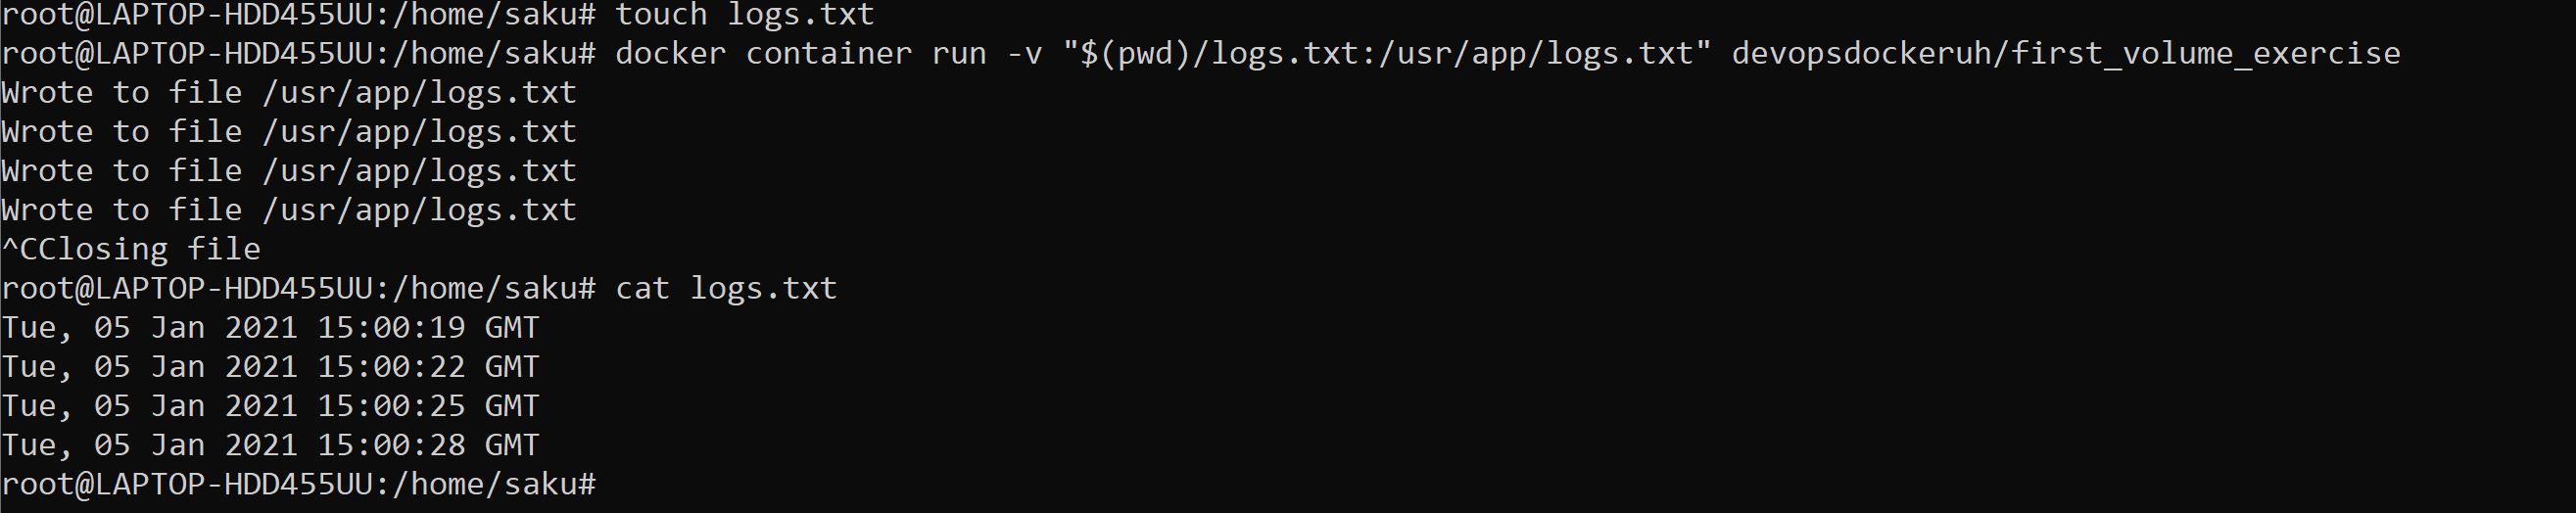 root@LAPTOP-HDD455UU:/home/saku# touch logs.txt
root@LAPTOP-HDD455UU:/home/saku# docker container run -v "$(pwd)/logs.txt:/usr/app/logs.txt" devopsdockeruh/first_volume_exercise
Wrote to file /usr/app/logs.txt
Wrote to file /usr/app/logs.txt
Wrote to file /usr/app/logs.txt
Wrote to file /usr/app/logs.txt
^CClosing file
root@LAPTOP-HDD455UU:/home/saku# cat logs.txt
Tue, 05 Jan 2021 15:00:19 GMT
Tue, 05 Jan 2021 15:00:22 GMT
Tue, 05 Jan 2021 15:00:25 GMT
Tue, 05 Jan 2021 15:00:28 GMT
root@LAPTOP-HDD455UU:/home/saku#